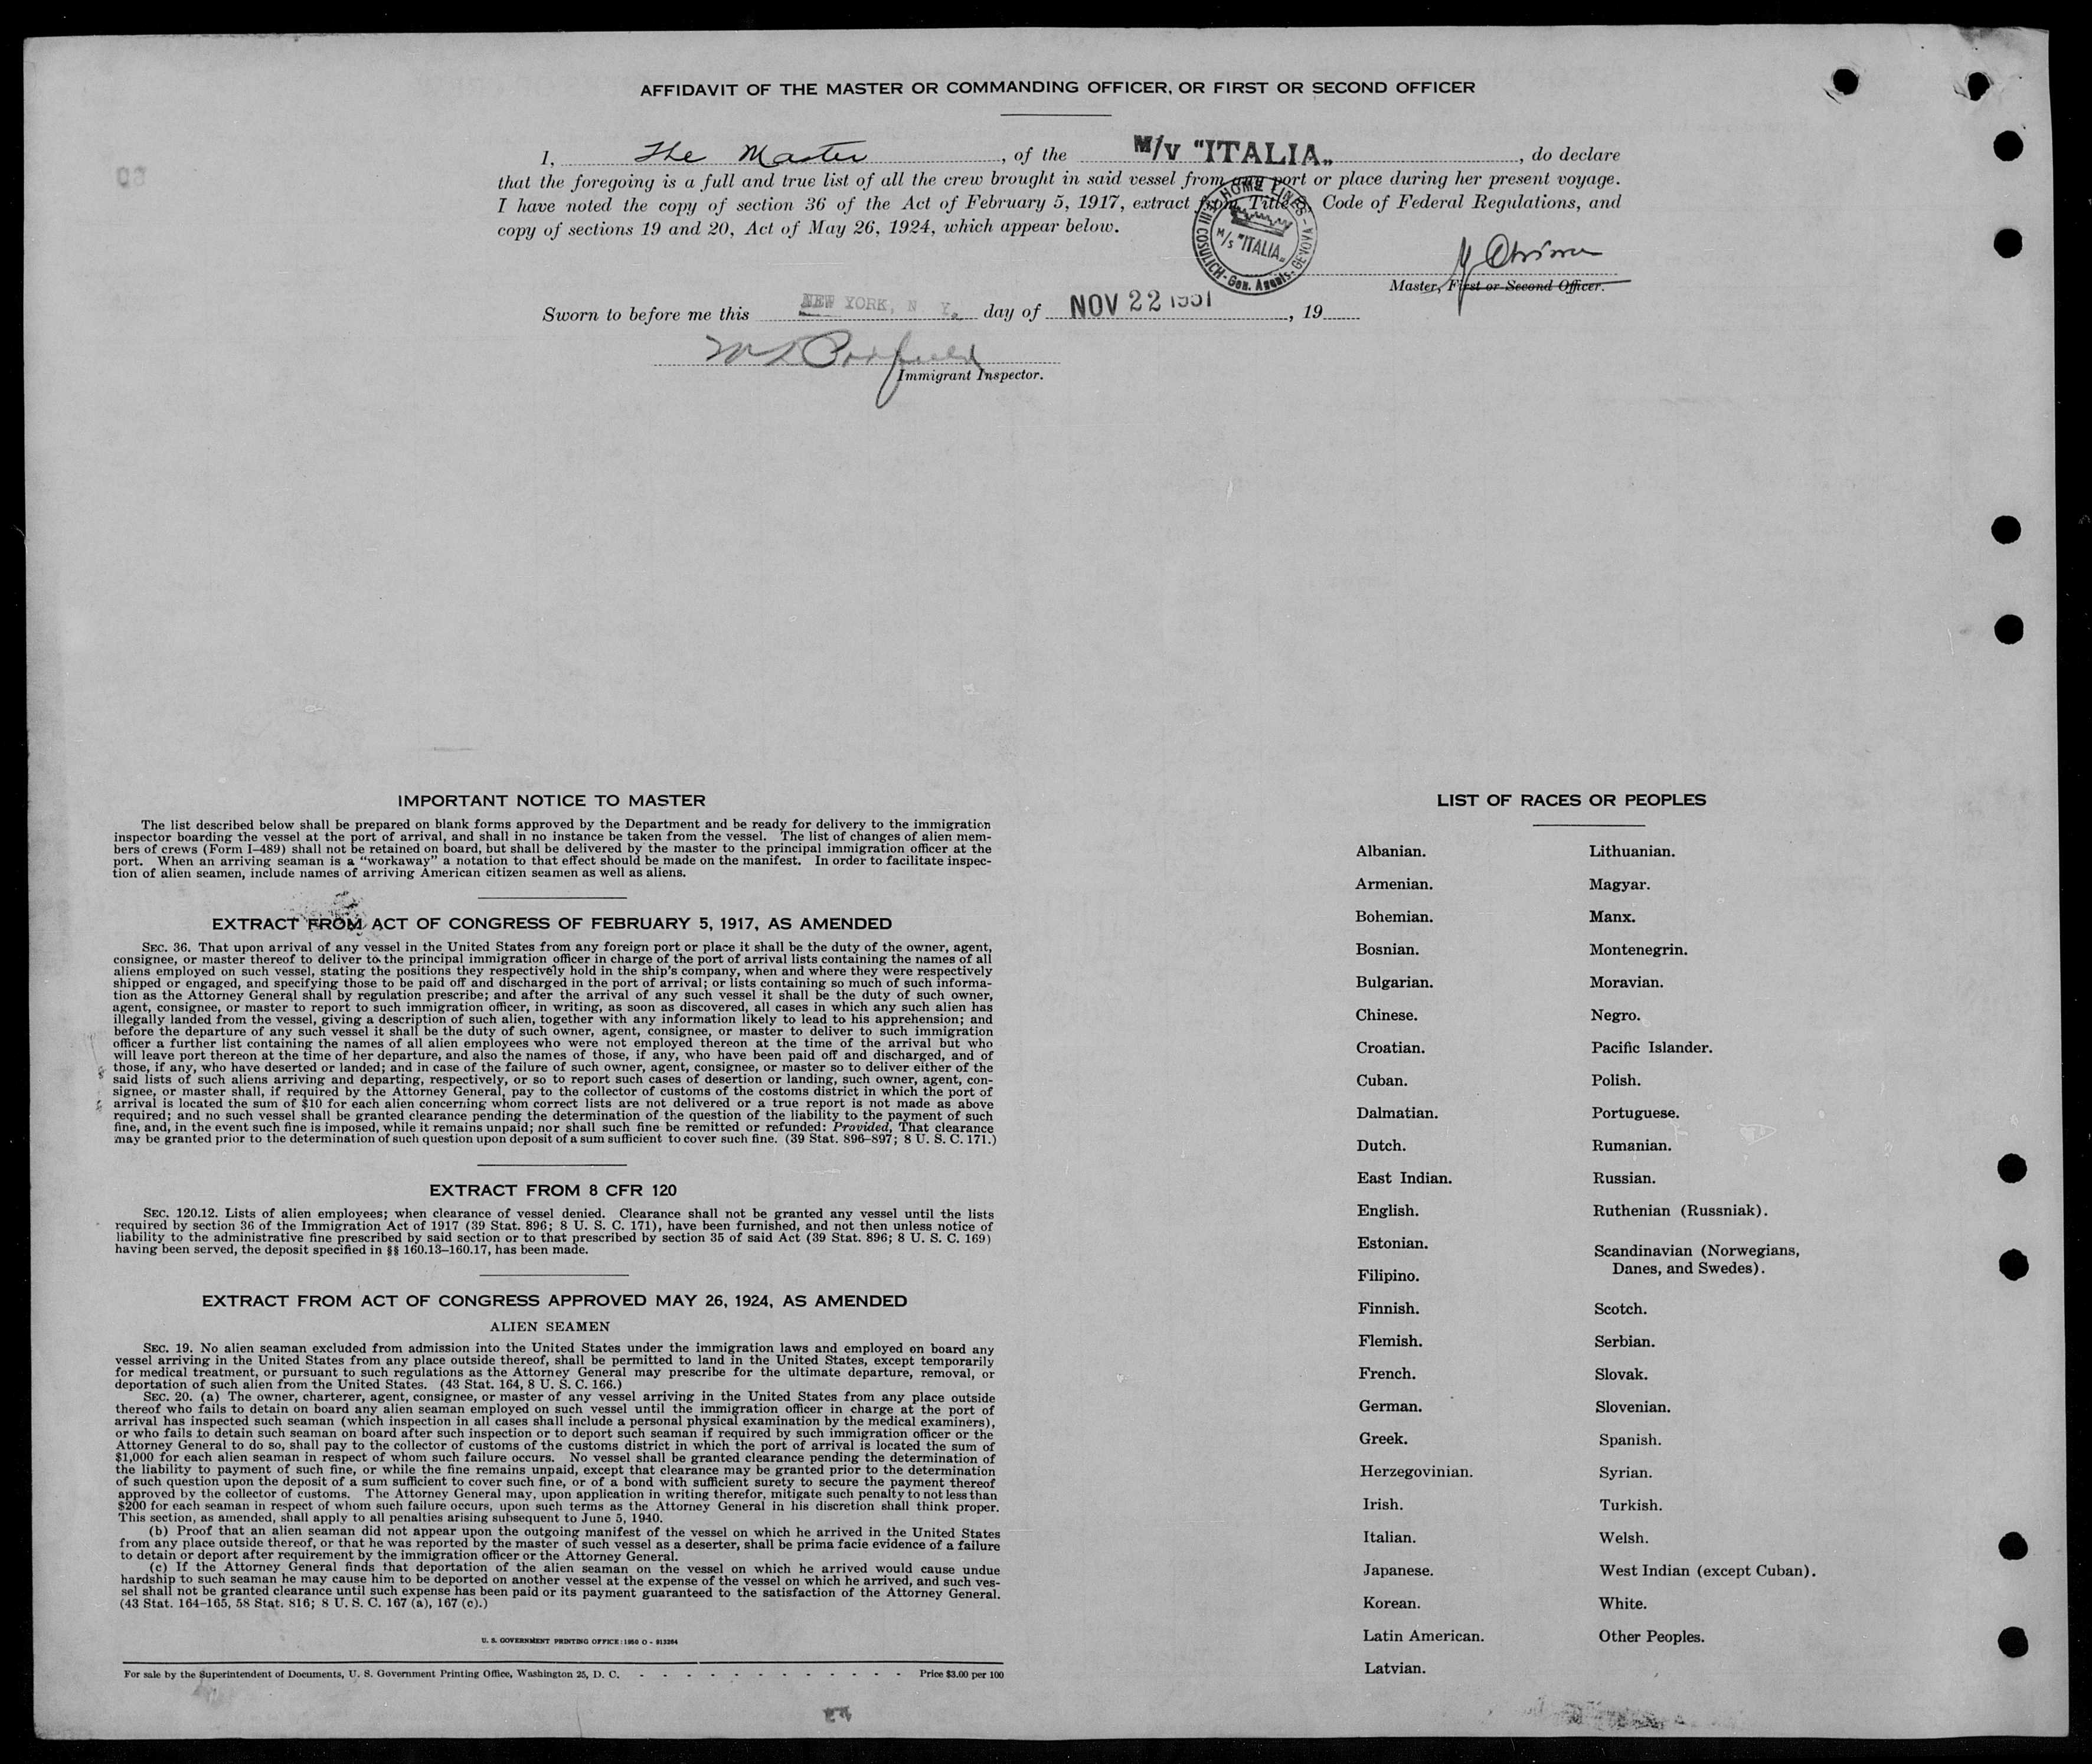 AFFIDAVIT OF THE MASTER OR COMMANDING OFFICER, OR FIRST OR SECOND OFFICER
I, The Master, of the M/V "ITALIA„, do declare
that the foregoing is a full and true list of all the crew brought in said vessel from any port or place during her present voyage.
I have noted the copy of section 36 of the Act of February 5, 1917, extract from Title 8, Code of Federal Regulations, and
copy of sections 19 and 20, Act of May 26, 1924, which appear below.
HOME LINES - GENOVA - Gen. Agents - COSULICH
M/S "ITALIA„
Master, First or Second Officer.
Sworn to before me this NEW YORK, N. Y. day of NOV 22 1951, 19
Immigrant Inspector.
IMPORTANT NOTICE TO MASTER
The list described below shall be prepared on blank forms approved by the Department and be ready for delivery to the immigration
inspector boarding the vessel at the port of arrival, and shall in no instance be taken from the vessel. The list of changes of alien mem-
bers of crews (Form I–489) shall not be retained on board, but shall be delivered by the master to the principal immigration officer at the
port. When an arriving seaman is a “workaway” a notation to that effect should be made on the manifest. In order to facilitate inspec-
tion of alien seamen, include names of arriving American citizen seamen as well as aliens.
EXTRACT FROM ACT OF CONGRESS OF FEBRUARY 5, 1917, AS AMENDED
SEC. 36. That upon arrival of any vessel in the United States from any foreign port or place it shall be the duty of the owner, agent,
consignee, or master thereof to deliver to the principal immigration officer in charge of the port of arrival lists containing the names of all
aliens employed on such vessel, stating the positions they respectively hold in the ship's company, when and where they were respectively
shipped or engaged, and specifying those to be paid off and discharged in the port of arrival; or lists containing so much of such informa-
tion as the Attorney General shall by regulation prescribe; and after the arrival of any such vessel it shall be the duty of such owner,
agent, consignee, or master to report to such immigration officer, in writing, as soon as discovered, all cases in which any such alien has
illegally landed from the vessel, giving a description of such alien, together with any information likely to lead to his apprehension; and
before the departure of any such vessel it shall be the duty of such owner, agent, consignee, or master to deliver to such immigration
officer a further list containing the names of all alien employees who were not employed thereon at the time of the arrival but who
will leave port thereon at the time of her departure, and also the names of those, if any, who have been paid off and discharged, and of
those, if any, who have deserted or landed; and in case of the failure of such owner, agent, consignee, or master so to deliver either of the
said lists of such aliens arriving and departing, respectively, or so to report such cases of desertion or landing, such owner, agent, con-
signee, or master shall, if required by the Attorney General, pay to the collector of customs of the costoms district in which the port of
arrival is located the sum of $10 for each alien concerning whom correct lists are not delivered or a true report is not made as above
required; and no such vessel shall be granted clearance pending the determination of the question of the liability to the payment of such
fine, and, in the event such fine is imposed, while it remains unpaid; nor shall such fine be remitted or refunded: Provided, That clearance
may be granted prior to the determination of such question upon deposit of a sum sufficient to cover such fine. (39 Stat. 896–897; 8 U. S. C. 171.)
EXTRACT FROM 8 CFR 120
SEC. 120.12. Lists of alien employees; when clearance of vessel denied. Clearance shall not be granted any vessel until the lists
required by section 36 of the Immigration Act of 1917 (39 Stat. 896; 8 U. S. C. 171), have been furnished, and not then unless notice of
liability to the administrative fine prescribed by said section or to that prescribed by section 35 of said Act (39 Stat. 896; 8 U. S. C. 169)
having been served, the deposit specified in §§ 160.13–160.17, has been made.
EXTRACT FROM ACT OF CONGRESS APPROVED MAY 26, 1924, AS AMENDED
ALIEN SEAMEN
SEC. 19. No alien seaman excluded from admission into the United States under the immigration laws and employed on board any
vessel arriving in the United States from any place outside thereof, shall be permitted to land in the United States, except temporarily
for medical treatment, or pursuant to such regulations as the Attorney General may prescribe for the ultimate departure, removal, or
deportation of such alien from the United States. (43 Stat. 164, 8 U. S. C. 166.)
SEC. 20. (a) The owner, charterer, agent, consignee, or master of any vessel arriving in the United States from any place outside
thereof who fails to detain on board any alien seaman employed on such vessel until the immigration officer in charge at the port of
arrival has inspected such seaman (which inspection in all cases shall include a personal physical examination by the medical examiners),
or who fails to detain such seaman on board after such inspection or to deport such seaman if required by such immigration officer or the
Attorney General to do so, shall pay to the collector of customs of the customs district in which the port of arrival is located the sum of
$1,000 for each alien seaman in respect of whom such failure occurs. No vessel shall be granted clearance pending the determination of
the liability to payment of such fine, or while the fine remains unpaid, except that clearance may be granted prior to the determination
of such question upon the deposit of a sum sufficient to cover such fine, or of a bond with sufficient surety to secure the payment thereof
approved by the collector of customs. The Attorney General may, upon application in writing therefor, mitigate such penalty to not less than
$200 for each seaman in respect of whom such failure occurs, upon such terms as the Attorney General in his discretion shall think proper.
This section, as amended, shall apply to all penalties arising subsequent to June 5, 1940.
(b) Proof that an alien seaman did not appear upon the outgoing manifest of the vessel on which he arrived in the United States
from any place outside thereof, or that he was reported by the master of such vessel as a deserter, shall be prima facie evidence of a failure
to detain or deport after requirement by the immigration officer or the Attorney General.
(c) If the Attorney General finds that deportation of the alien seaman on the vessel on which he arrived would cause undue
hardship to such seaman he may cause him to be deported on another vessel at the expense of the vessel on which he arrived, and such ves-
sel shall not be granted clearance until such expense has been paid or its payment guaranteed to the satisfaction of the Attorney General.
(43 Stat. 164–165, 58 Stat. 816; 8 U. S. C. 167 (a), 167 (c).)
U. S. GOVERNMENT PRINTING OFFICE : 1950 O - 913264
For sale by the Superintendent of Documents, U. S. Government Printing Office, Washington 25, D. C. - - - - - - - - - - - - - Price $3.00 per 100
LIST OF RACES OR PEOPLES
Albanian.
Armenian.
Bohemian.
Bosnian.
Bulgarian.
Chinese.
Croatian.
Cuban.
Dalmatian.
Dutch.
East Indian.
English.
Estonian.
Filipino.
Finnish.
Flemish.
French.
German.
Greek.
Herzegovinian.
Irish.
Italian.
Japanese.
Korean.
Latin American.
Latvian.
Lithuanian.
Magyar.
Manx.
Montenegrin.
Moravian.
Negro.
Pacific Islander.
Polish.
Portuguese.
Rumanian.
Russian.
Ruthenian (Russniak).
Scandinavian (Norwegians,
Danes, and Swedes).
Scotch.
Serbian.
Slovak.
Slovenian.
Spanish.
Syrian.
Turkish.
Welsh.
West Indian (except Cuban).
White.
Other Peoples.